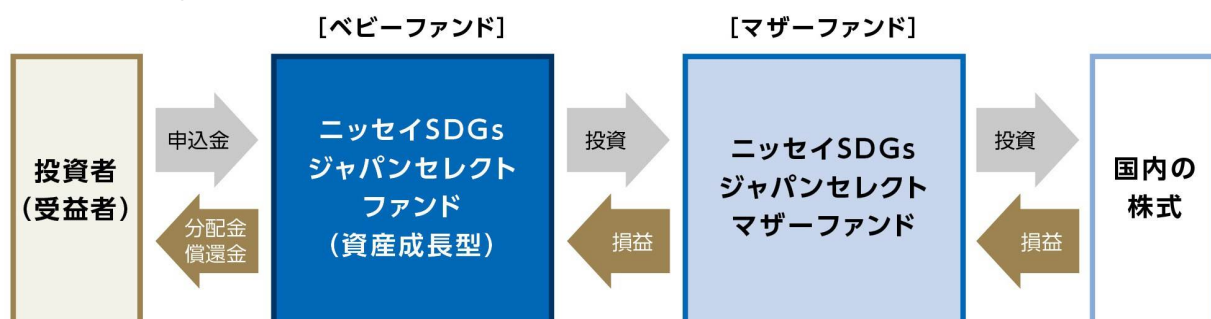 [ベビーファンド]
[マザーファンド]
投資者
(受益者)
申込金
分配金
償還金
ニッセイSDGs
ジャパンセレクト
ファンド
(資産成長型)
投資
損益
ニッセイSDGs
ジャパンセレクト
マザーファンド
投資
損益
国内の
株式